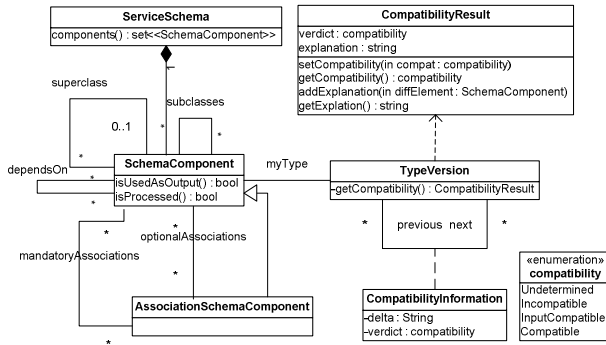 ServiceSchema
components() : set<<SchemaComponent>>
1
*
superclass
0..1
*
subclasses
*
dependsOn
*
*
SchemaComponent
isUsedAsOutput() : bool
isProcessed() : bool
mandatoryAssociations
*
*
optionalAssociations
*
*
AssociationSchemaComponent
myType
CompatibilityResult
verdict : compatibility
explanation : string
setCompatibility(in compat : compatibility)
getCompatibility() : compatibility
addExplanation(in diffElement : SchemaComponent)
getExplation() : string
TypeVersion
-getCompatibility() : CompatibilityResult
*
previous next
*
CompatibilityInformation
-delta : String
-verdict : compatibility
«enumeration»
compatibility
Undetermined
Incompatible
InputCompatible
Compatible